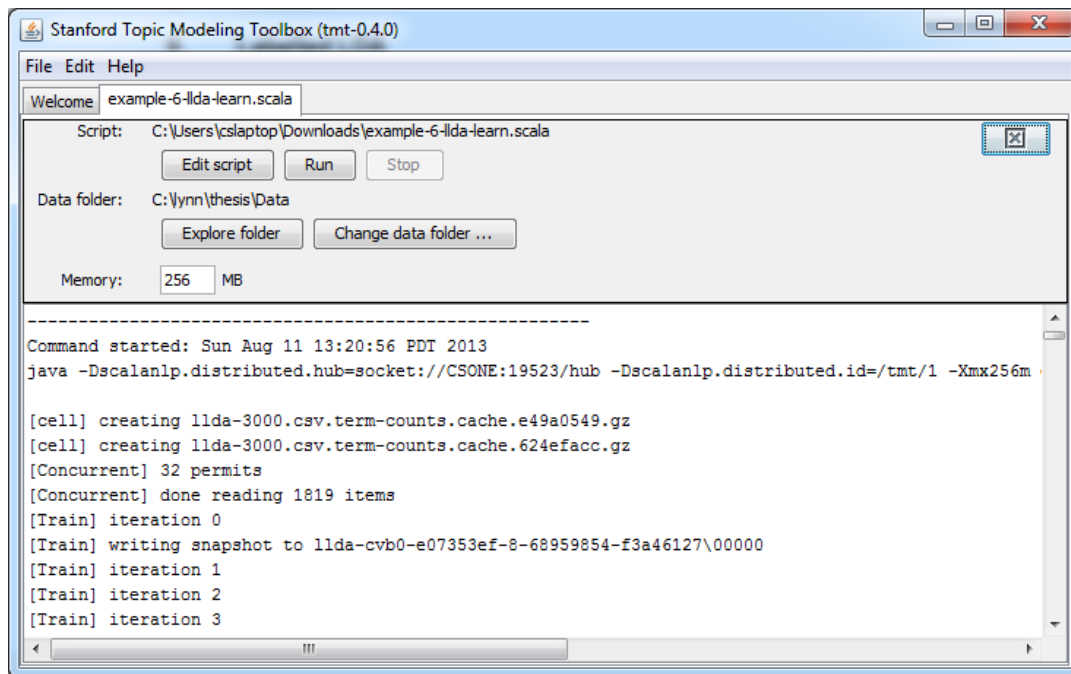 Stanford Topic Modeling Toolbox (tmt-0.4.0)
File Edit Help
Welcome example-6-llda-learn.scala
Script: C:\Users\cslaptop\Downloads\example-6-llda-learn.scala
Edit script Run Stop
Data folder: C:\lynn\thesis\Data
Explore folder Change data folder ...
Memory: 256 MB
-------------------------------------------------------
Command started: Sun Aug 11 13:20:56 PDT 2013
java -Dscalanlp.distributed.hub=socket://CSONE:19523/hub -Dscalanlp.distributed.id=/tmt/1 -Xmx256m
[cell] creating llda-3000.csv.term-counts.cache.e49a0549.gz
[cell] creating llda-3000.csv.term-counts.cache.624efacc.gz
[Concurrent] 32 permits
[Concurrent] done reading 1819 items
[Train] iteration 0
[Train] writing snapshot to llda-cvb0-e07353ef-8-68959854-f3a46127\00000
[Train] iteration 1
[Train] iteration 2
[Train] iteration 3